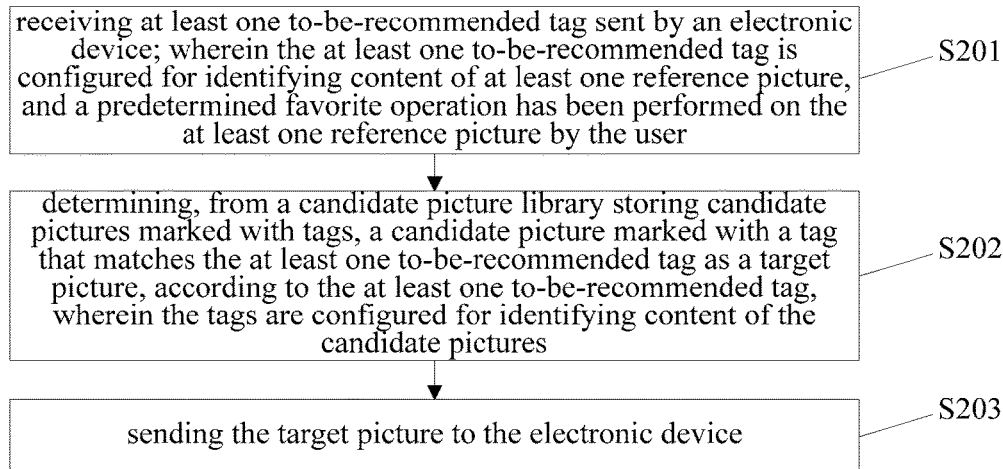 receiving at least one to-be-recommended tag sent by an electronic
device; wherein the at least one to-be-recommended tag is
configured for identifying content of at least one reference picture,
and a predetermined favorite operation has been performed on the
at least one reference picture by the user
S201
determining, from a candidate picture library storing candidate
pictures marked with tags, a candidate picture marked with a tag
that matches the at least one to-be-recommended tag as a target
picture, according to the at least one to-be-recommended tag,
wherein the tags are configured for identifying content of the
candidate pictures
S202
sending the target picture to the electronic device
S203